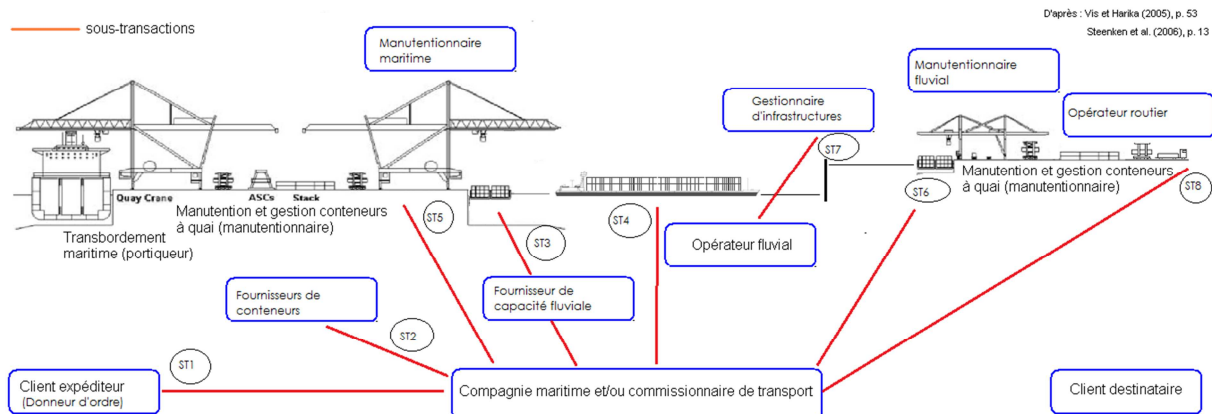 D'après : Vis et Harika (2005), p. 53
Steenken et al. (2006), p. 13
sous-transactions
Manutentionnaire
maritime
Manutentionnaire
fluvial
Gestionnaire
d'infrastructures
Opérateur routier
ST7
Quay Crane
ASCs
Stack
Manutention et gestion conteneurs
à quai (manutentionnaire)
Transbordement
maritime (portiqueur)
ST5
ST3
ST4
Opérateur fluvial
ST6
Manutention et gestion conteneurs
à quai (manutentionnaire)
ST8
Fournisseurs de
conteneurs
Fournisseur de
capacité fluviale
ST2
ST1
Client expéditeur
(Donneur d'ordre)
Compagnie maritime et/ou commissionnaire de transport
Client destinataire